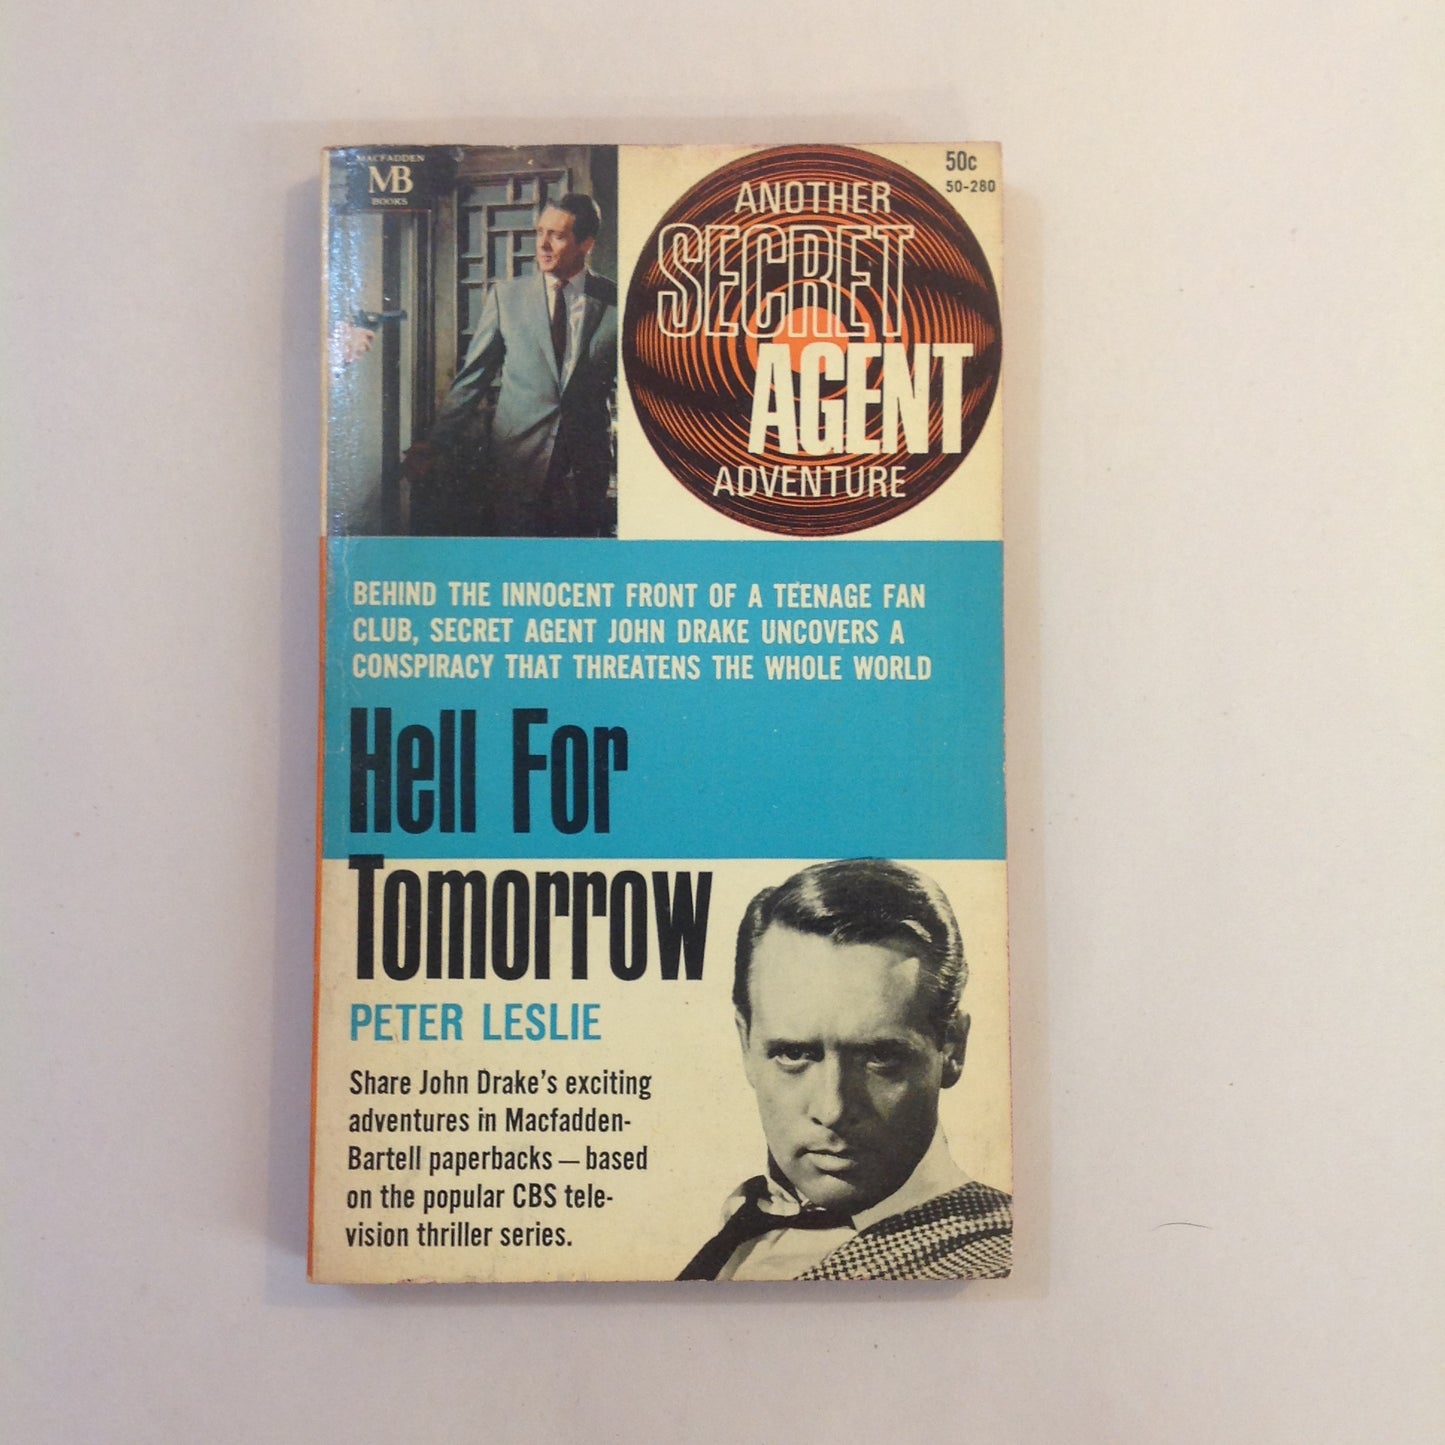 MACFADDEN
MB
BOOKS
50c
50-280
ANOTHER
SECRET
AGENT
ADVENTURE
BEHIND THE INNOCENT FRONT OF A TEENAGE FAN
CLUB, SECRET AGENT JOHN DRAKE UNCOVERS A
CONSPIRACY THAT THREATENS THE WHOLE WORLD
Hell For
Tomorrow
PETER LESLIE
Share John Drake's exciting
adventures in Macfadden-
Bartell paperbacks — based
on the popular CBS tele-
vision thriller series.